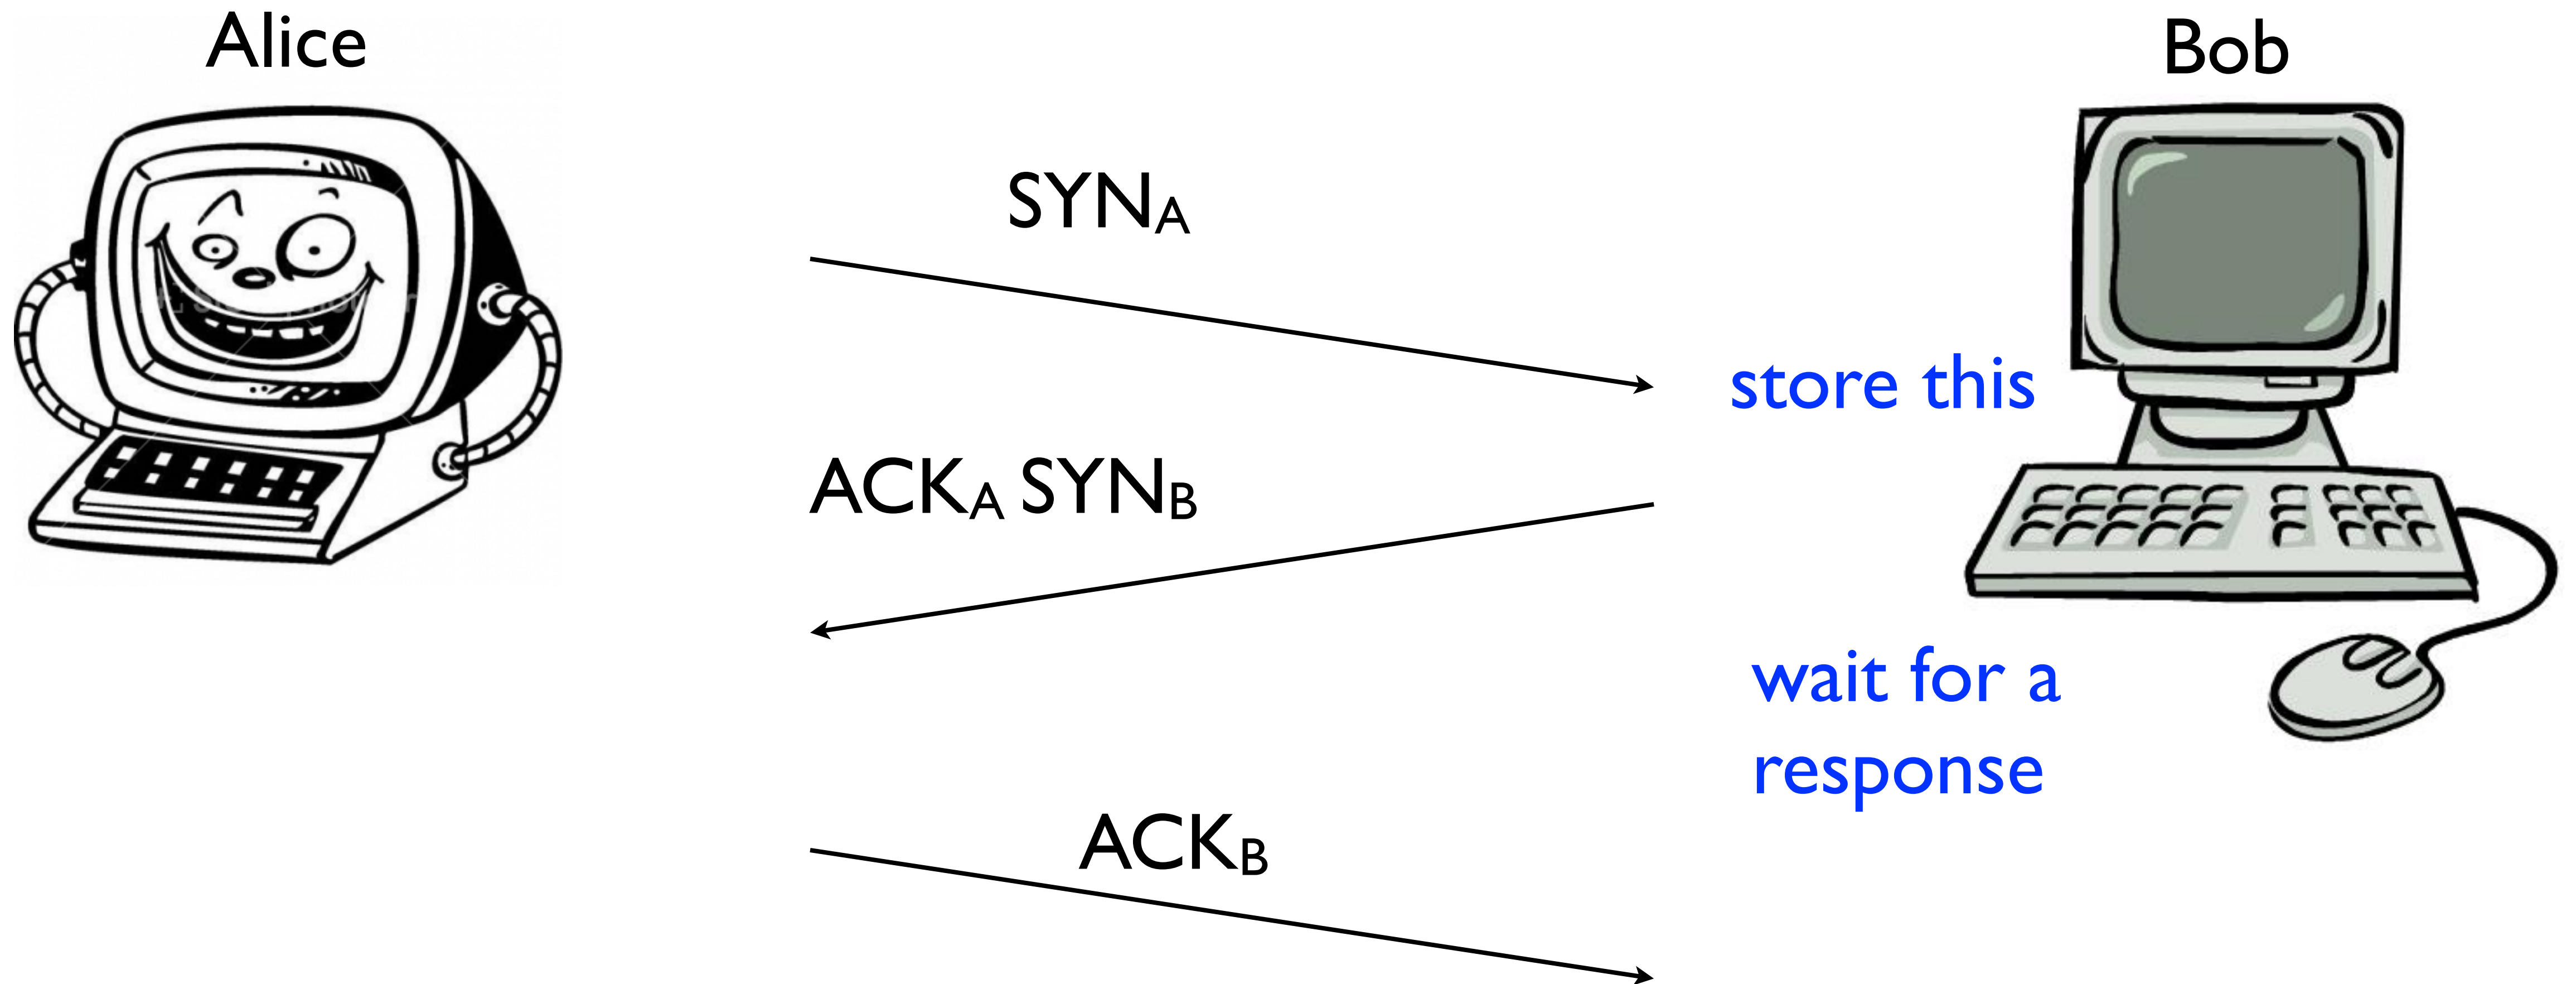 Alice
Bob
SYNA
store this
ACKA SYNB
wait for a
response
ACKB